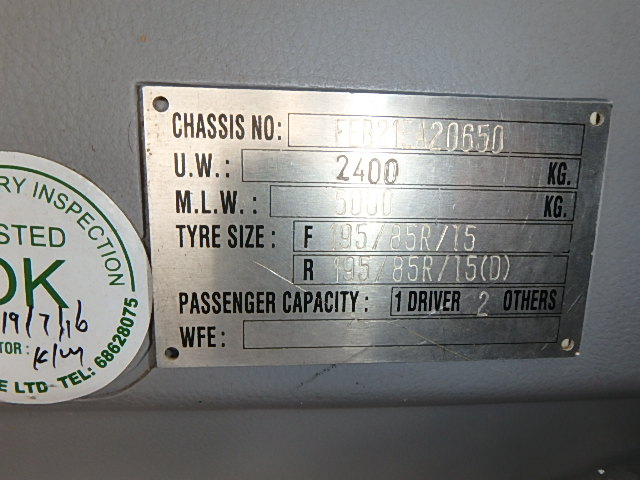 CHASSIS NO: FEB21-A20650
U.W.: 2400 KG.
M.L.W.: 5000 KG.
TYRE SIZE: F 195/85R/15
R 195/85R/15(D)
PASSENGER CAPACITY: 1 DRIVER 2 OTHERS
WFE:
RY INSPECTION
STED
OK
19/7/16
TOR:
E LTD TEL: 68628075